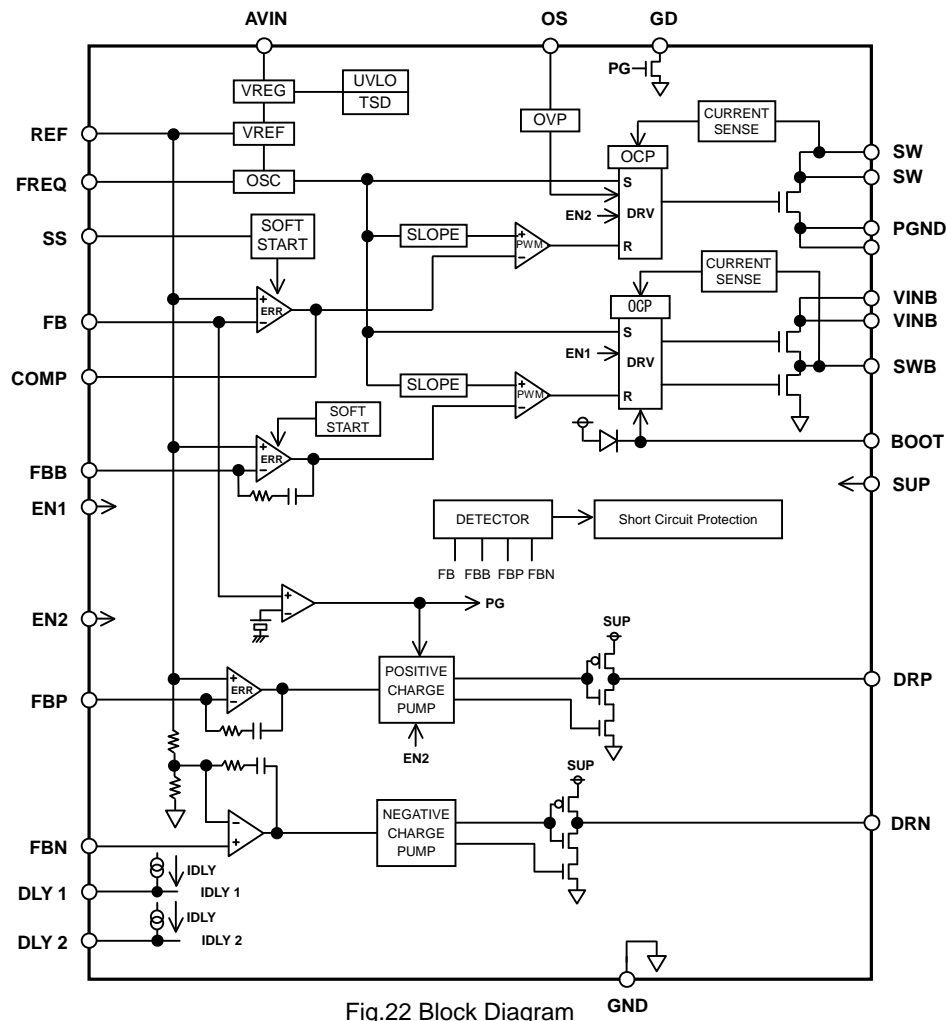 AVIN
OS
GD
PG
UVLO
VREG
TSD
OVP
CURRENT
SENSE
REF
VREF
OCP
SW
SW
FREQ
OSC
S
DRV
EN2
SS
SOFT
START
SLOPE
+
PWM
−
R
PGND
CURRENT
SENSE
OCP
VINB
VINB
FB
+
ERR
−
S
DRV
EN1
COMP
SLOPE
+
PWM
−
R
SWB
SOFT
START
FBB
+
ERR
−
BOOT
SUP
EN1
DETECTOR
Short Circuit Protection
FB FBB FBP FBN
EN2
+
−
PG
SUP
POSITIVE
CHARGE
PUMP
EN2
FBP
+
ERR
−
DRP
SUP
NEGATIVE
CHARGE
PUMP
−
+
DRN
FBN
IDLY
DLY 1
IDLY 1
IDLY
DLY 2
IDLY 2
GND
Fig.22 Block Diagram